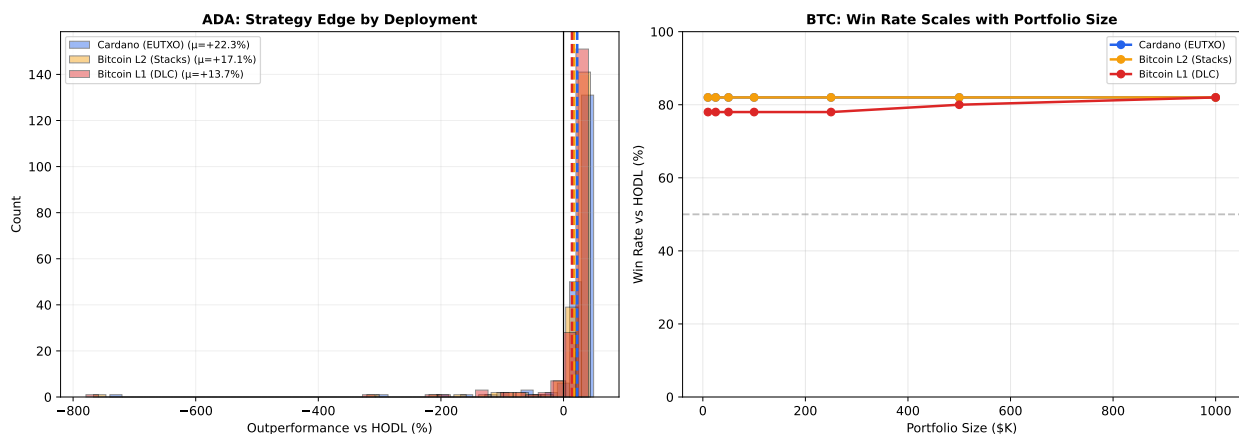 ADA: Strategy Edge by Deployment
Cardano (EUTXO) (μ=+22.3%)
Bitcoin L2 (Stacks) (μ=+17.1%)
Bitcoin L1 (DLC) (μ=+13.7%)
Count
140
120
100
80
60
40
20
0
−800
−600
−400
−200
0
Outperformance vs HODL (%)
BTC: Win Rate Scales with Portfolio Size
Cardano (EUTXO)
Bitcoin L2 (Stacks)
Bitcoin L1 (DLC)
Win Rate vs HODL (%)
100
80
60
40
20
0
0
200
400
600
800
1000
Portfolio Size ($K)